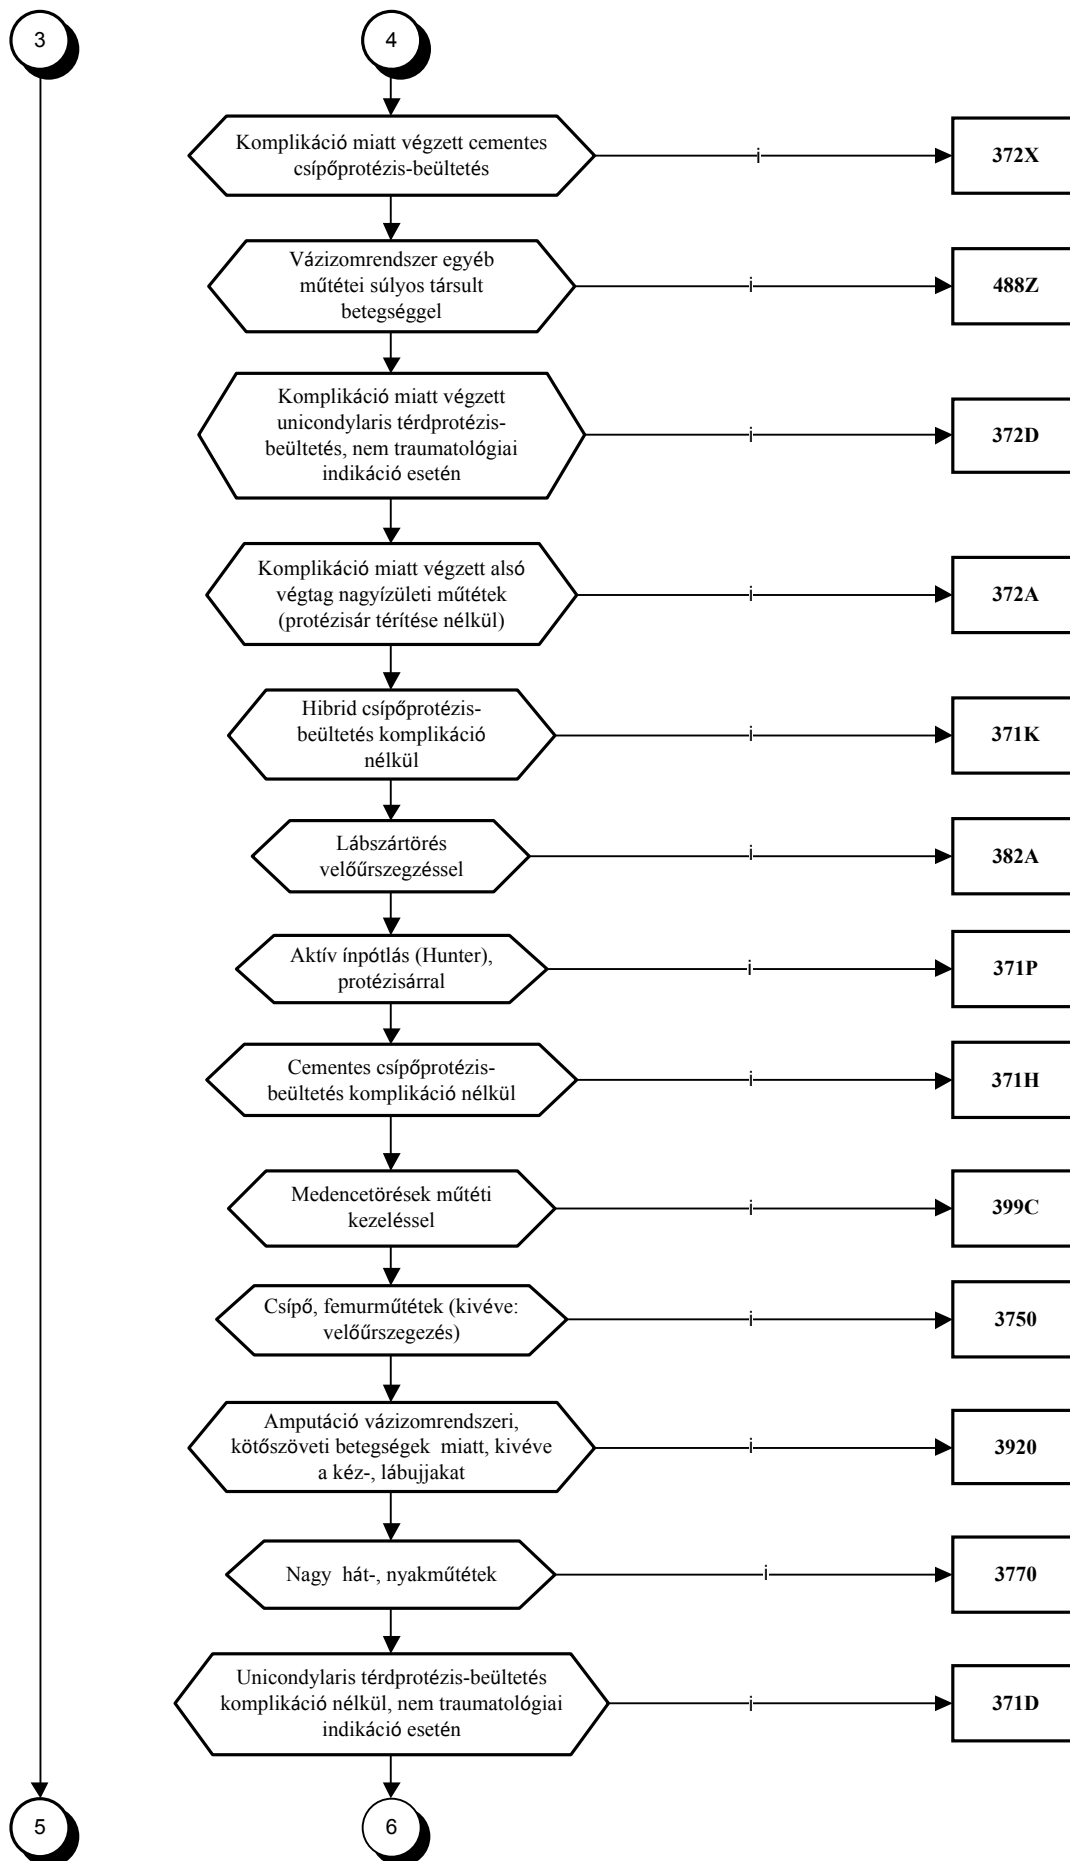 3
4
Komplikáció miatt végzett cementes
csípőprotézis-beültetés
i
372X
Vázizomrendszer egyéb
műtétei súlyos társult
betegséggel
i
488Z
Komplikáció miatt végzett
unicondylaris térdprotézis-
beültetés, nem traumatológiai
indikáció esetén
i
372D
Komplikáció miatt végzett alsó
végtag nagyízületi műtétek
(protézisár térítése nélkül)
i
372A
Hibrid csípőprotézis-
beültetés komplikáció
nélkül
i
371K
Lábszártörés
velőűrszegzéssel
i
382A
Aktív ínpótlás (Hunter),
protézisárral
i
371P
Cementes csípőprotézis-
beültetés komplikáció nélkül
i
371H
Medencetörések műtéti
kezeléssel
i
399C
Csípő, femurműtétek (kivéve:
velőűrszegezés)
i
3750
Amputáció vázizomrendszeri,
kötőszöveti betegségek miatt, kivéve
a kéz-, lábujjakat
i
3920
Nagy hát-, nyakműtétek
i
3770
Unicondylaris térdprotézis-beültetés
komplikáció nélkül, nem traumatológiai
indikáció esetén
i
371D
5
6